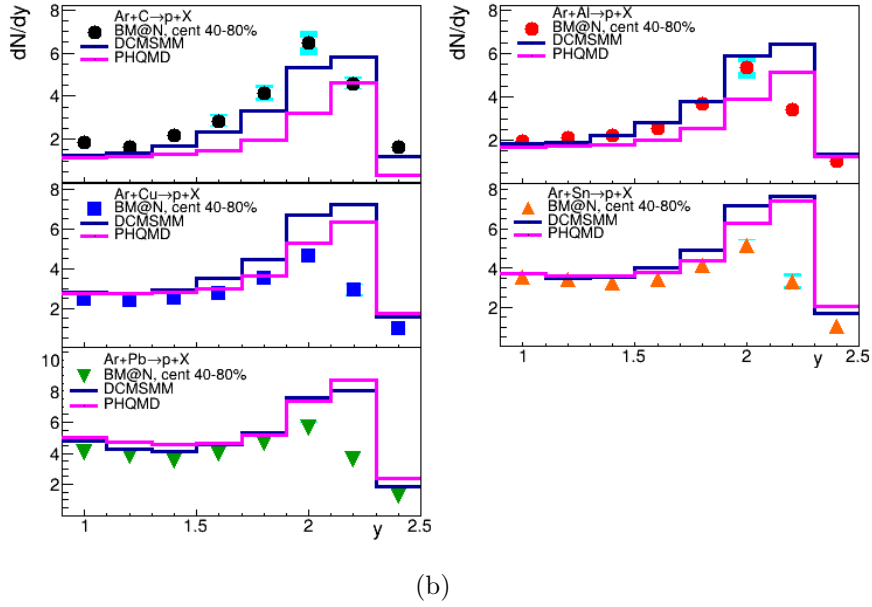 dN/dy
8
6
4
2
Ar+C→p+X
BM@N, cent 40-80%
DCMSMM
PHQMD
dN/dy
8
6
4
2
Ar+Al→p+X
BM@N, cent 40-80%
DCMSMM
PHQMD
8
6
4
2
Ar+Cu→p+X
BM@N, cent 40-80%
DCMSMM
PHQMD
8
6
4
2
Ar+Sn→p+X
BM@N, cent 40-80%
DCMSMM
PHQMD
1 1.5 2 y 2.5
10
8
6
4
2
Ar+Pb→p+X
BM@N, cent 40-80%
DCMSMM
PHQMD
1 1.5 2 y 2.5
(b)